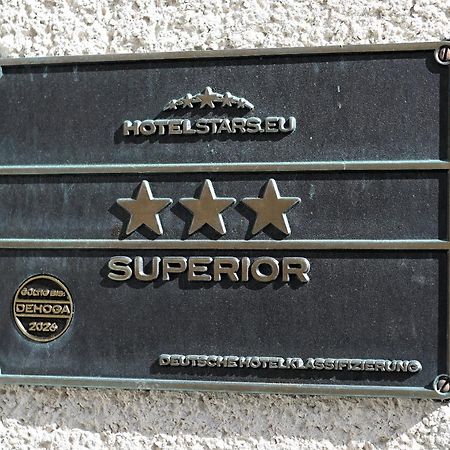 HOTELSTARS.EU
SUPERIOR
GÜLTIG BIS:
DEHOGA
2026
DEUTSCHE HOTELKLASSIFIZIERUNG